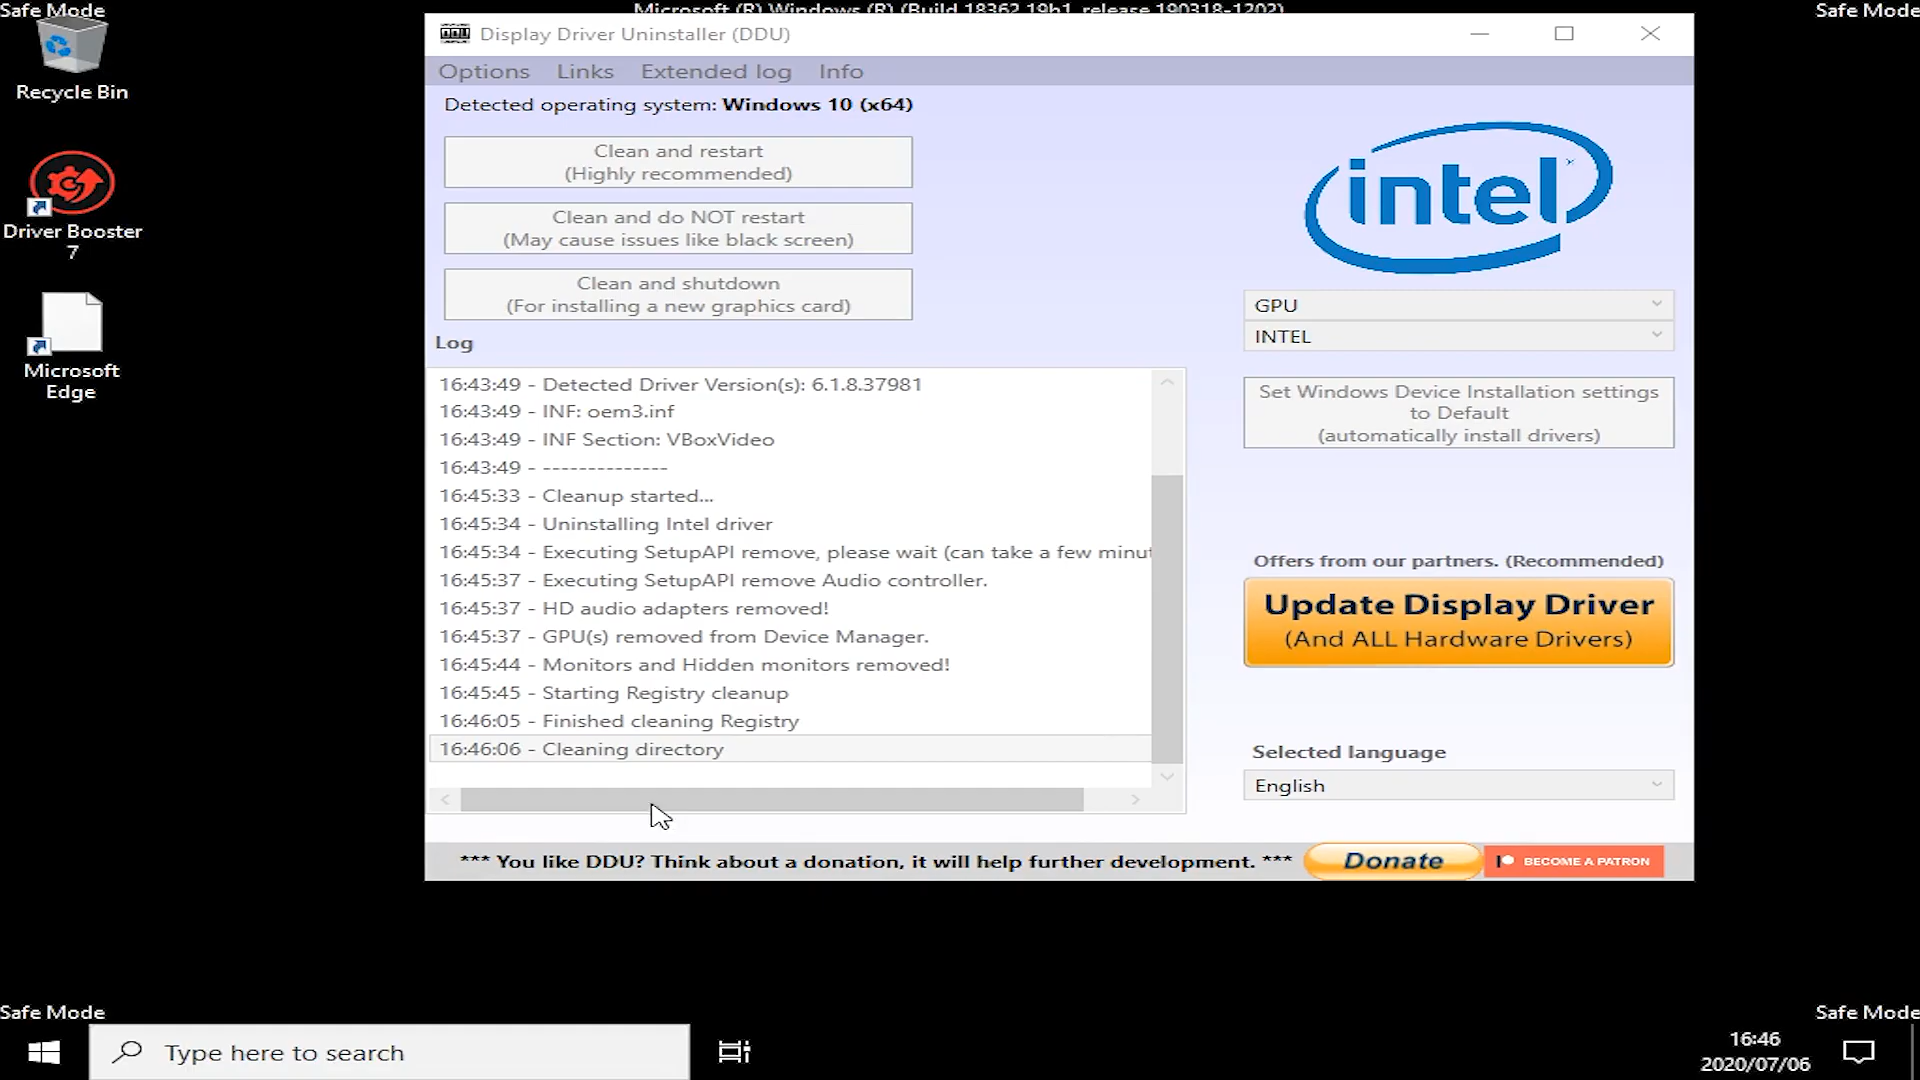 Safe Mode
Microsoft (R) Windows (R) (Build 18362.19h1_release.190318-1202)
Safe Mode
Recycle Bin
Driver Booster
7
Microsoft
Edge
DDU
Display Driver Uninstaller (DDU)
Options Links Extended log Info
Detected operating system: Windows 10 (x64)
Clean and restart
(Highly recommended)
Clean and do NOT restart
(May cause issues like black screen)
Clean and shutdown
(For installing a new graphics card)
Log
16:43:49 - Detected Driver Version(s): 6.1.8.37981
16:43:49 - INF: oem3.inf
16:43:49 - INF Section: VBoxVideo
16:43:49 - --------------
16:45:33 - Cleanup started...
16:45:34 - Uninstalling Intel driver
16:45:34 - Executing SetupAPI remove, please wait (can take a few minut
16:45:37 - Executing SetupAPI remove Audio controller.
16:45:37 - HD audio adapters removed!
16:45:37 - GPU(s) removed from Device Manager.
16:45:44 - Monitors and Hidden monitors removed!
16:45:45 - Starting Registry cleanup
16:46:05 - Finished cleaning Registry
16:46:06 - Cleaning directory
intel
GPU
INTEL
Set Windows Device Installation settings
to Default
(automatically install drivers)
Offers from our partners. (Recommended)
Update Display Driver
(And ALL Hardware Drivers)
Selected language
English
*** You like DDU? Think about a donation, it will help further development. ***
Donate
BECOME A PATRON
Safe Mode
Safe Mode
Type here to search
16:46
2020/07/06